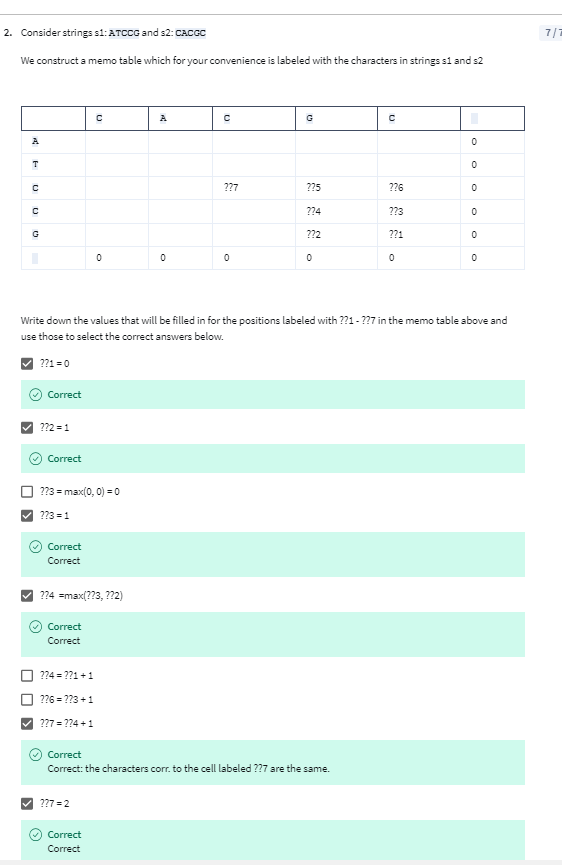 2. Consider strings s1: ATCCG and s2: CACGC
7/7
We construct a memo table which for your convenience is labeled with the characters in strings s1 and s2
C A C G C
A 0
T 0
C ??7 ??5 ??6 0
C ??4 ??3 0
G ??2 ??1 0
0 0 0 0 0 0
Write down the values that will be filled in for the positions labeled with ??1 - ??7 in the memo table above and
use those to select the correct answers below.
??1 = 0
Correct
??2 = 1
Correct
??3 = max(0, 0) = 0
??3 = 1
Correct
Correct
??4 =max(??3, ??2)
Correct
Correct
??4 = ??1 + 1
??6 = ??3 + 1
??7 = ??4 + 1
Correct
Correct: the characters corr. to the cell labeled ??7 are the same.
??7 = 2
Correct
Correct